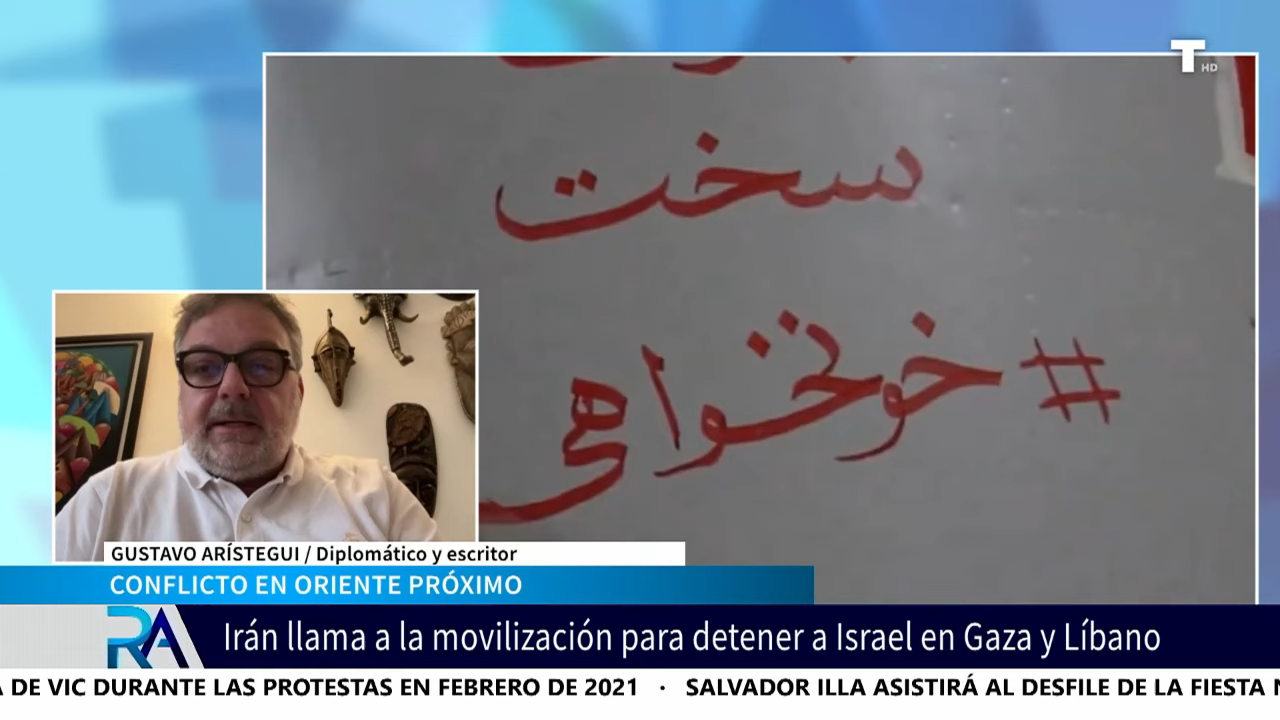 T HD
سخت
#خونخواهی
GUSTAVO ARÍSTEGUI / Diplomático y escritor
CONFLICTO EN ORIENTE PRÓXIMO
RA
Irán llama a la movilización para detener a Israel en Gaza y Líbano
DE VIC DURANTE LAS PROTESTAS EN FEBRERO DE 2021 · SALVADOR ILLA ASISTIRÁ AL DESFILE DE LA FIESTA